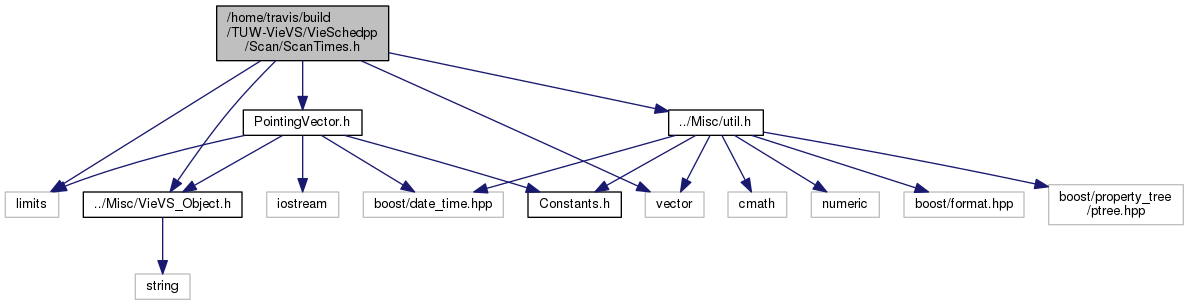 /home/travis/build
/TUW-VieVS/VieSchedpp
/Scan/ScanTimes.h
PointingVector.h
../Misc/util.h
limits
../Misc/VieVS_Object.h
iostream
boost/date_time.hpp
Constants.h
vector
cmath
numeric
boost/format.hpp
boost/property_tree
/ptree.hpp
string